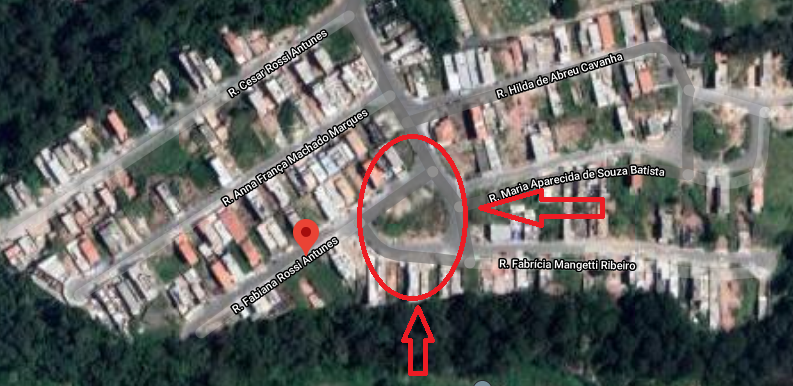 R. Cesar Rossi Antunes
R. Hilda de Abreu Cavanha
R. Anna França Machado Marques
R. Maria Aparecida de Souza Batista
R. Fabiana Rossi Antunes
R. Fabrícia Mangetti Ribeiro